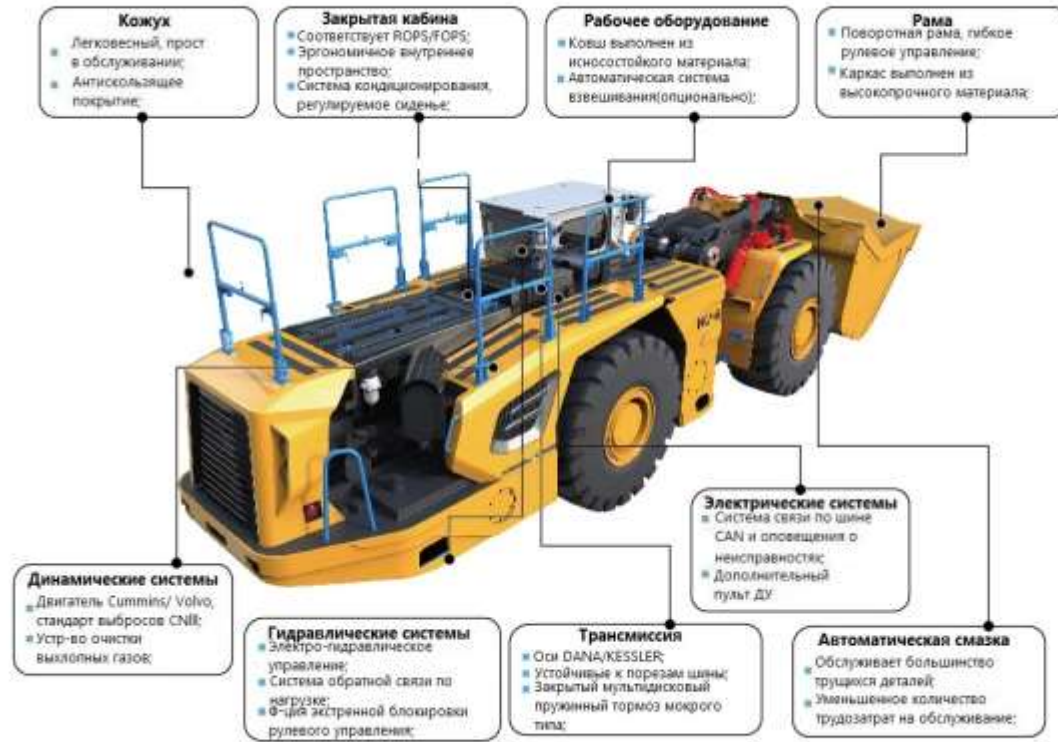 Кожух
Легковесный, прост
в обслуживании;
Антискользящее
покрытие;
Закрытая кабина
Соответствует ROPS/FOPS;
Эргономичное внутреннее
пространство;
Система кондиционирования,
регулируемое сиденье;
Рабочее оборудование
Ковш выполнен из
износостойкого материала;
Автоматическая система
взвешивания(опционально);
Рама
Поворотная рама, гибкое
рулевое управление;
Каркас выполнен из
высокопрочного материала;
Электрические системы
Система связи по шине
CAN и оповещения о
неисправностях;
Дополнительный
пульт ДУ
Динамические системы
Двигатель Cummins/ Volvo,
стандарт выбросов CNIII;
Устр-во очистки
выхлопных газов;
Гидравлические системы
Электро-гидравлическое
управление;
Система обратной связи по
нагрузке;
Ф-ция экстренной блокировки
рулевого управления;
Трансмиссия
Оси DANA/KESSLER;
Устойчивые к порезам шины;
Закрытый мультидисковый
пружинный тормоз мокрого
типа;
Автоматическая смазка
Обслуживает большинство
трущихся деталей;
Уменьшенное количество
трудозатрат на обслуживание;